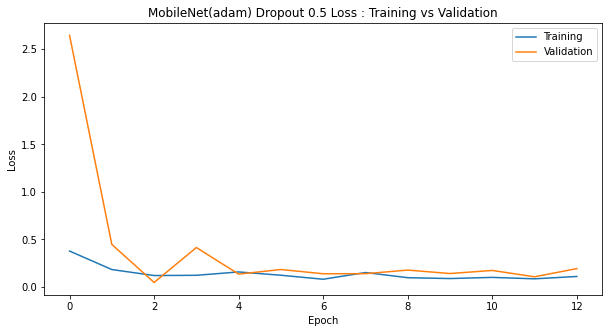 MobileNet(adam) Dropout 0.5 Loss : Training vs Validation
Training
Validation
Loss
2.5
2.0
1.5
1.0
0.5
0.0
0 2 4 6 8 10 12
Epoch